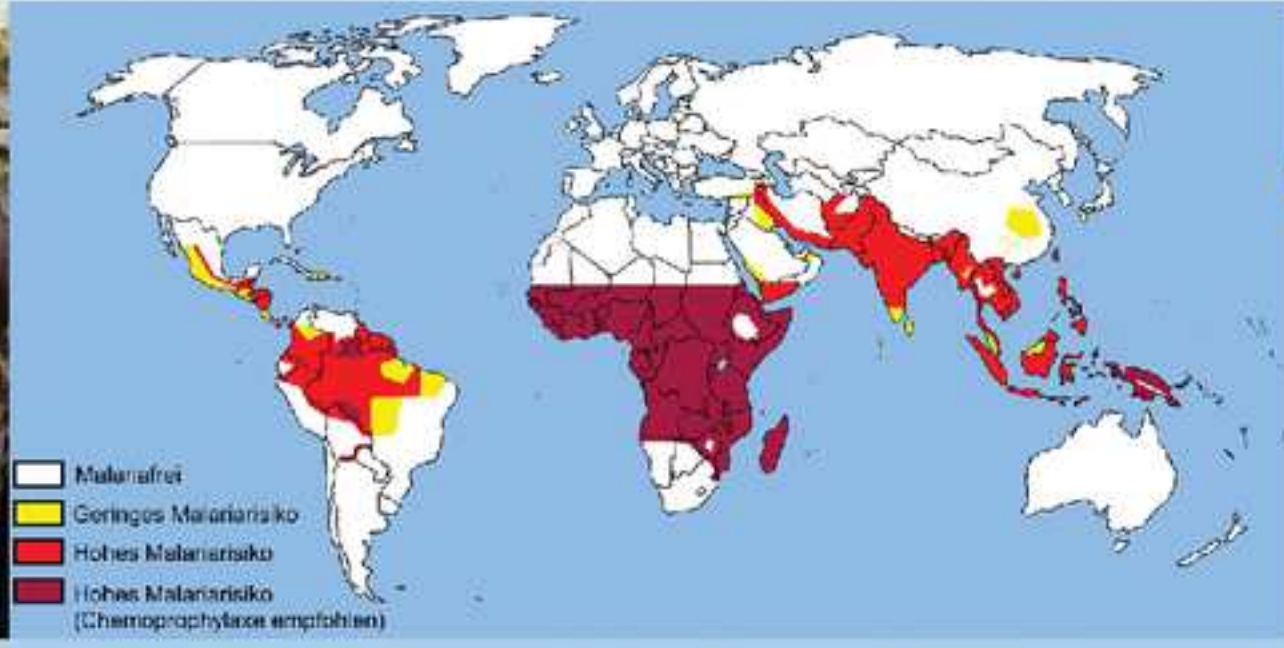 Malariafrei
Geringes Malariarisiko
Hohes Malariarisiko
Hohes Malariarisiko
(Chemoprophylaxe empfohlen)